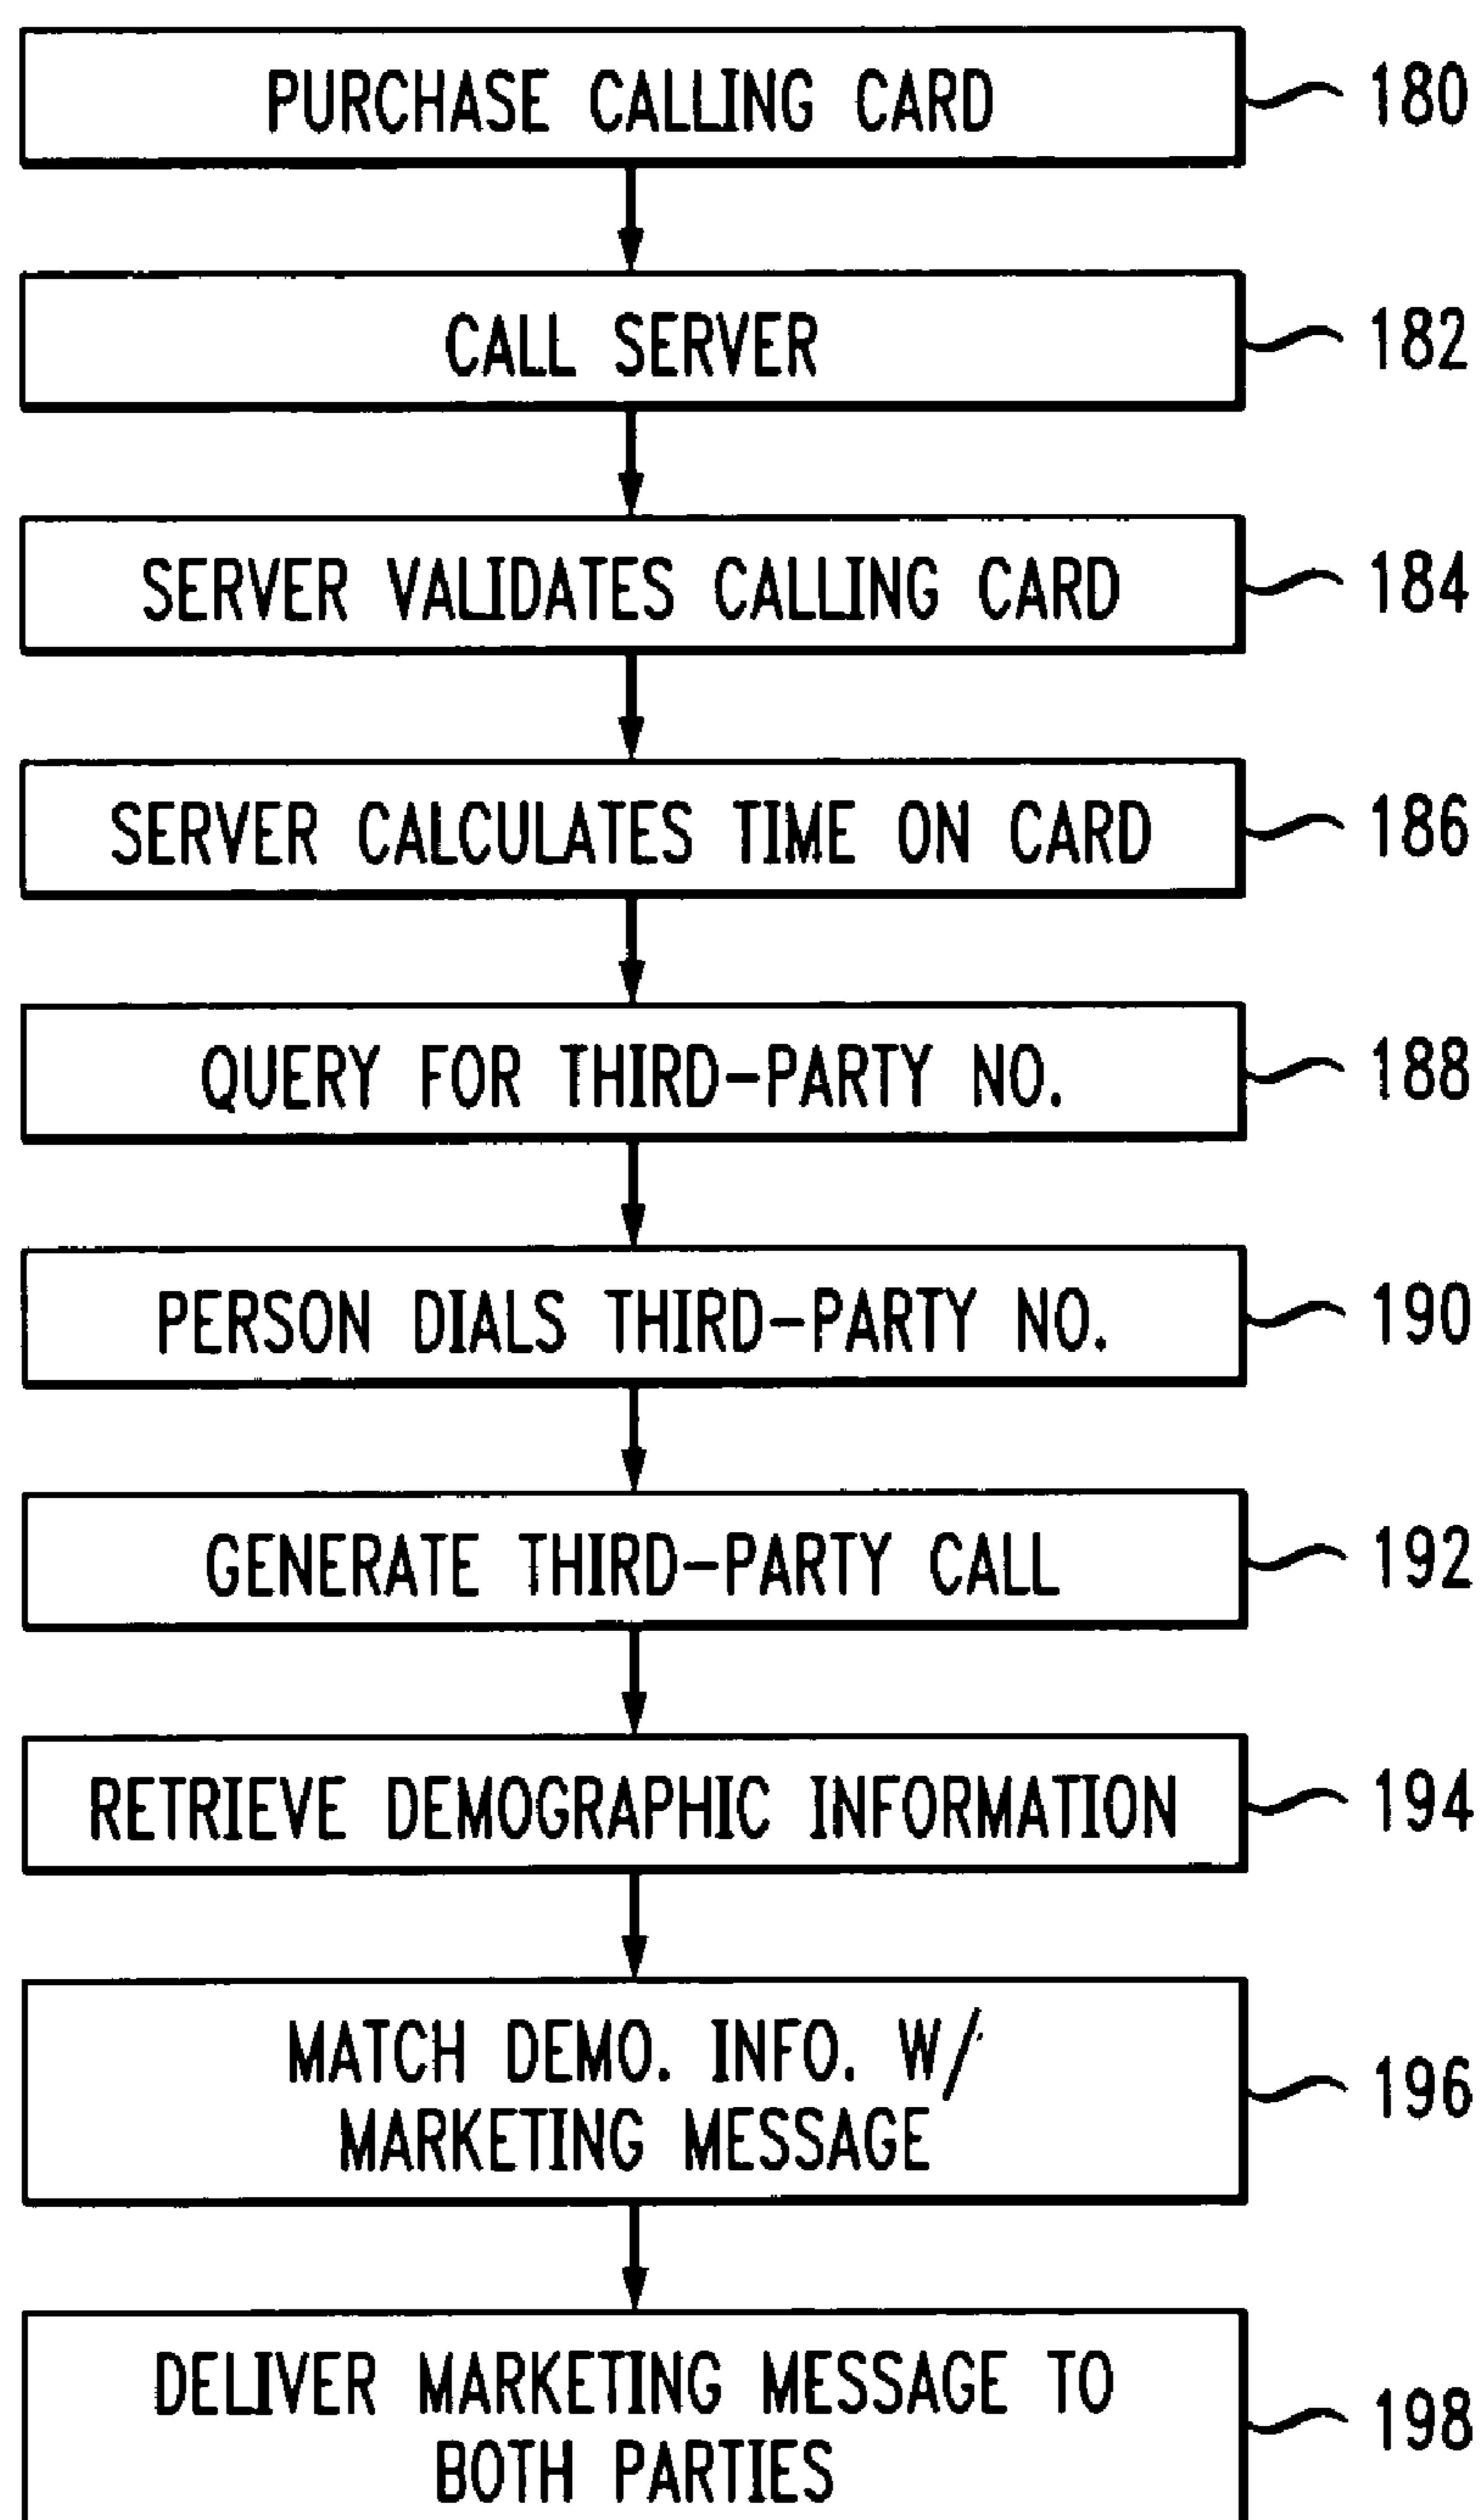 PURCHASE CALLING CARD 180
CALL SERVER 182
SERVER VALIDATES CALLING CARD 184
SERVER CALCULATES TIME ON CARD 186
QUERY FOR THIRD-PARTY NO. 188
PERSON DIALS THIRD-PARTY NO. 190
GENERATE THIRD-PARTY CALL 192
RETRIEVE DEMOGRAPHIC INFORMATION 194
MATCH DEMO. INFO. W/
MARKETING MESSAGE 196
DELIVER MARKETING MESSAGE TO
BOTH PARTIES 198